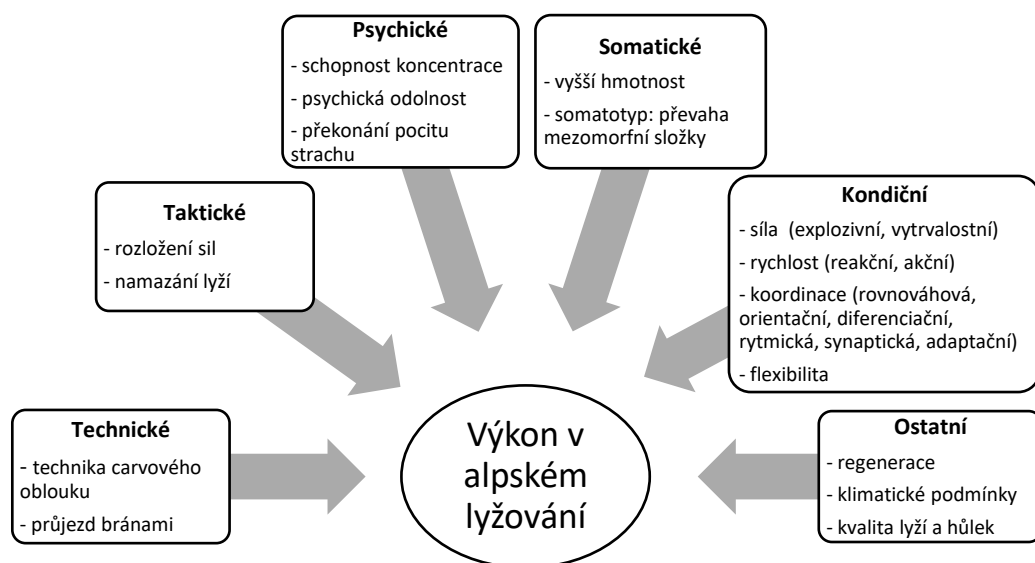 Psychické
- schopnost koncentrace
- psychická odolnost
- překonání pocitu
strachu
Somatické
- vyšší hmotnost
- somatotyp: převaha
mezomorfní složky
Taktické
- rozložení sil
- namazání lyží
Kondiční
- síla (explozivní, vytrvalostní)
- rychlost (reakční, akční)
- koordinace (rovnováhová,
orientační, diferenciační,
rytmická, synaptická, adaptační)
- flexibilita
Technické
- technika carvového
oblouku
- průjezd bránami
Výkon v
alpském
lyžování
Ostatní
- regenerace
- klimatické podmínky
- kvalita lyží a hůlek